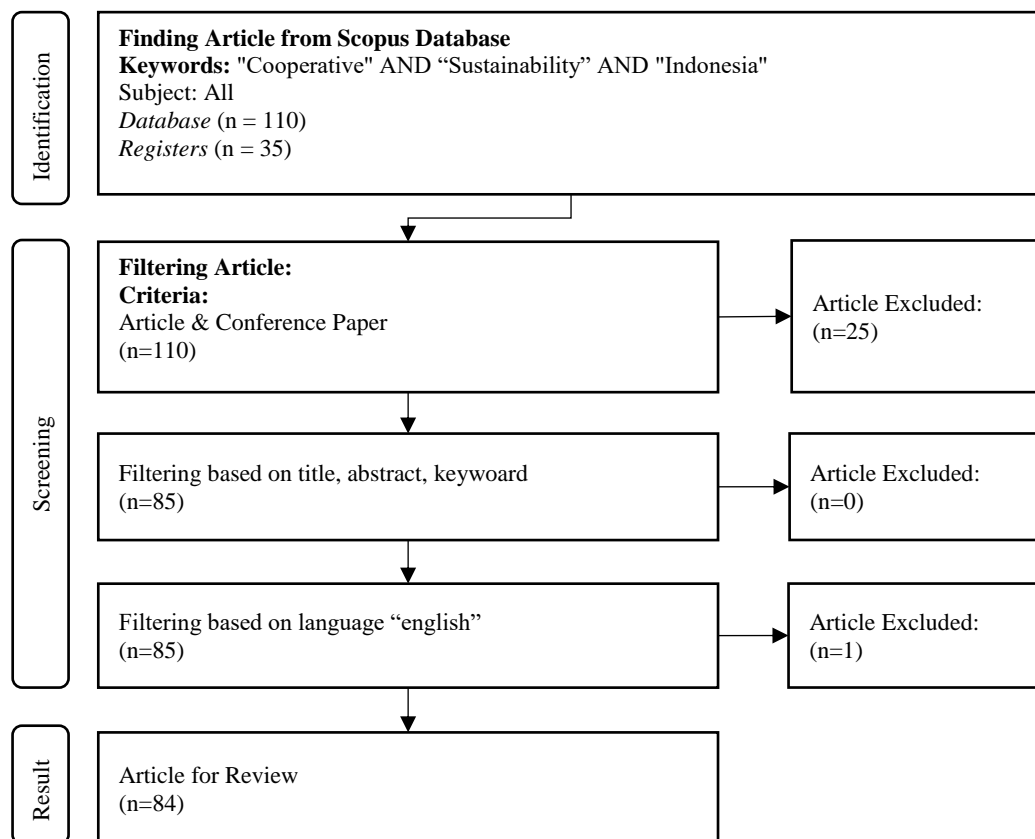 Identification
Finding Article from Scopus Database
Keywords: "Cooperative" AND “Sustainability” AND "Indonesia"
Subject: All
Database (n = 110)
Registers (n = 35)
Screening
Filtering Article:
Criteria:
Article & Conference Paper
(n=110)
Article Excluded:
(n=25)
Filtering based on title, abstract, keywoard
(n=85)
Article Excluded:
(n=0)
Filtering based on language “english”
(n=85)
Article Excluded:
(n=1)
Result
Article for Review
(n=84)